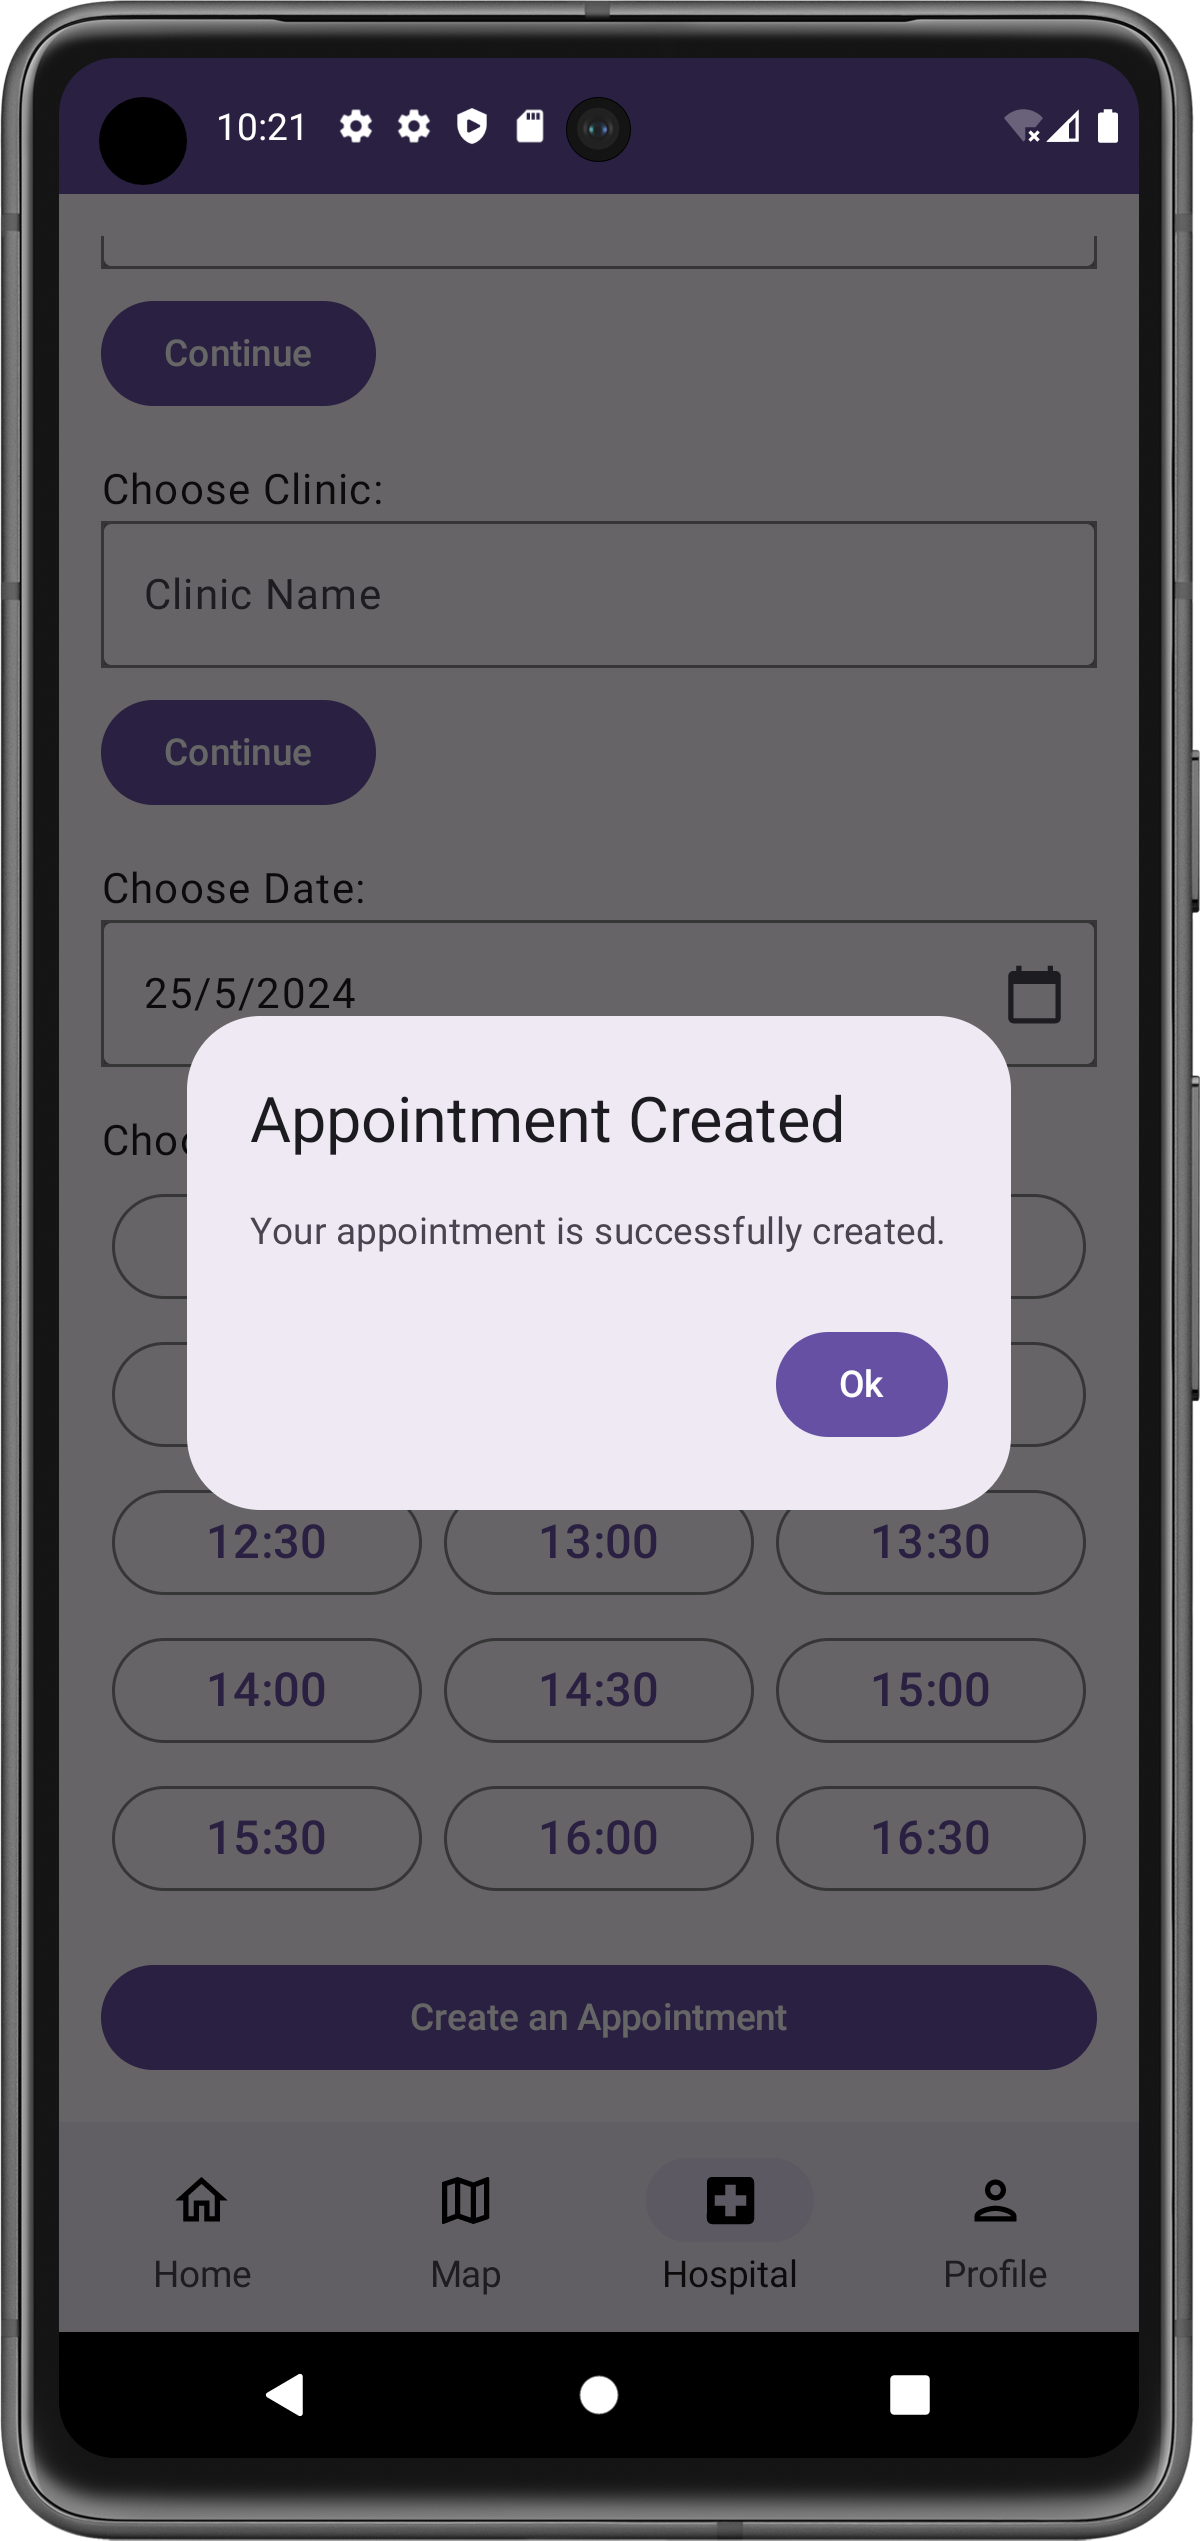 10:21
Continue
Choose Clinic:
Clinic Name
Continue
Choose Date:
25/5/2024
Appointment Created
Your appointment is successfully created.
Ok
12:30 13:00 13:30
14:00 14:30 15:00
15:30 16:00 16:30
Create an Appointment
Home Map Hospital Profile